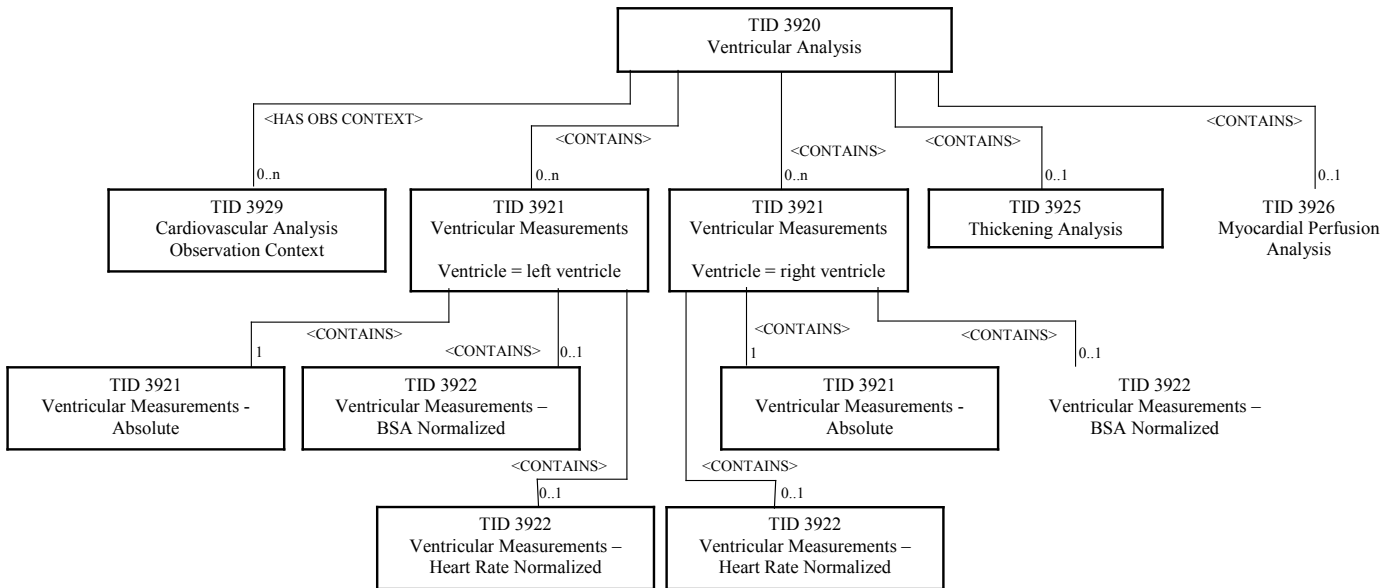 TID 3920
Ventricular Analysis
<HAS OBS CONTEXT>
<CONTAINS>
<CONTAINS>
<CONTAINS>
<CONTAINS>
0..n
0..n
0..n
0..1
0..1
TID 3929
Cardiovascular Analysis
Observation Context
TID 3921
Ventricular Measurements
Ventricle = left ventricle
TID 3921
Ventricular Measurements
Ventricle = right ventricle
TID 3925
Thickening Analysis
TID 3926
Myocardial Perfusion
Analysis
<CONTAINS>
<CONTAINS>
<CONTAINS>
<CONTAINS>
1
0..1
1
0..1
TID 3921
Ventricular Measurements -
Absolute
TID 3922
Ventricular Measurements –
BSA Normalized
TID 3921
Ventricular Measurements -
Absolute
TID 3922
Ventricular Measurements –
BSA Normalized
<CONTAINS>
<CONTAINS>
0..1
0..1
TID 3922
Ventricular Measurements –
Heart Rate Normalized
TID 3922
Ventricular Measurements –
Heart Rate Normalized